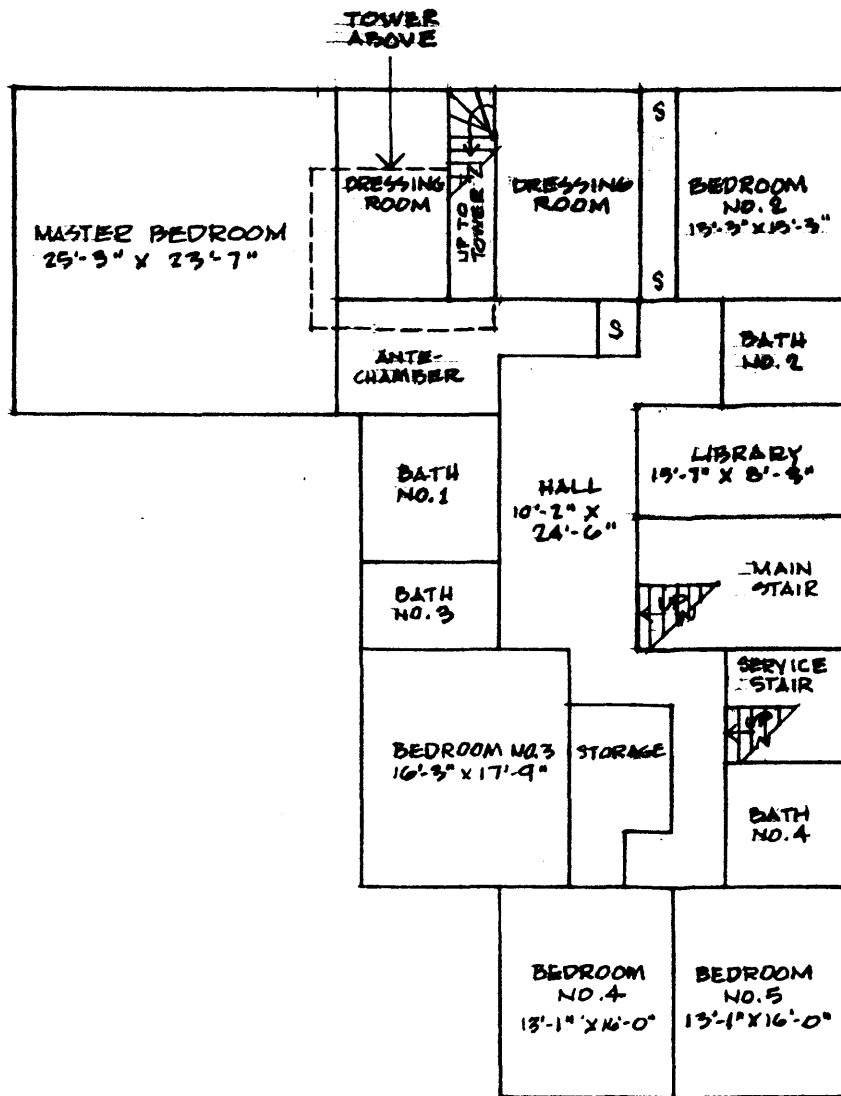 TOWER
ABOVE
S
DRESSING
ROOM
UP TO
TOWER
DRESSING
ROOM
BEDROOM
NO. 2
MASTER BEDROOM
25'-3" X 23'-7"
S
S
ANTE-
CHAMBER
BATH
NO. 2
BATH
NO. 1
HALL
10'-2" X
24'-6"
LIBRARY
MAIN
STAIR
UP
BATH
NO. 3
SERVICE
STAIR
UP
BEDROOM NO. 3
16'-3" X 17'-9"
STORAGE
BATH
NO. 4
BEDROOM
NO. 4
13'-1" X 16'-0"
BEDROOM
NO. 5
13'-1" X 16'-0"